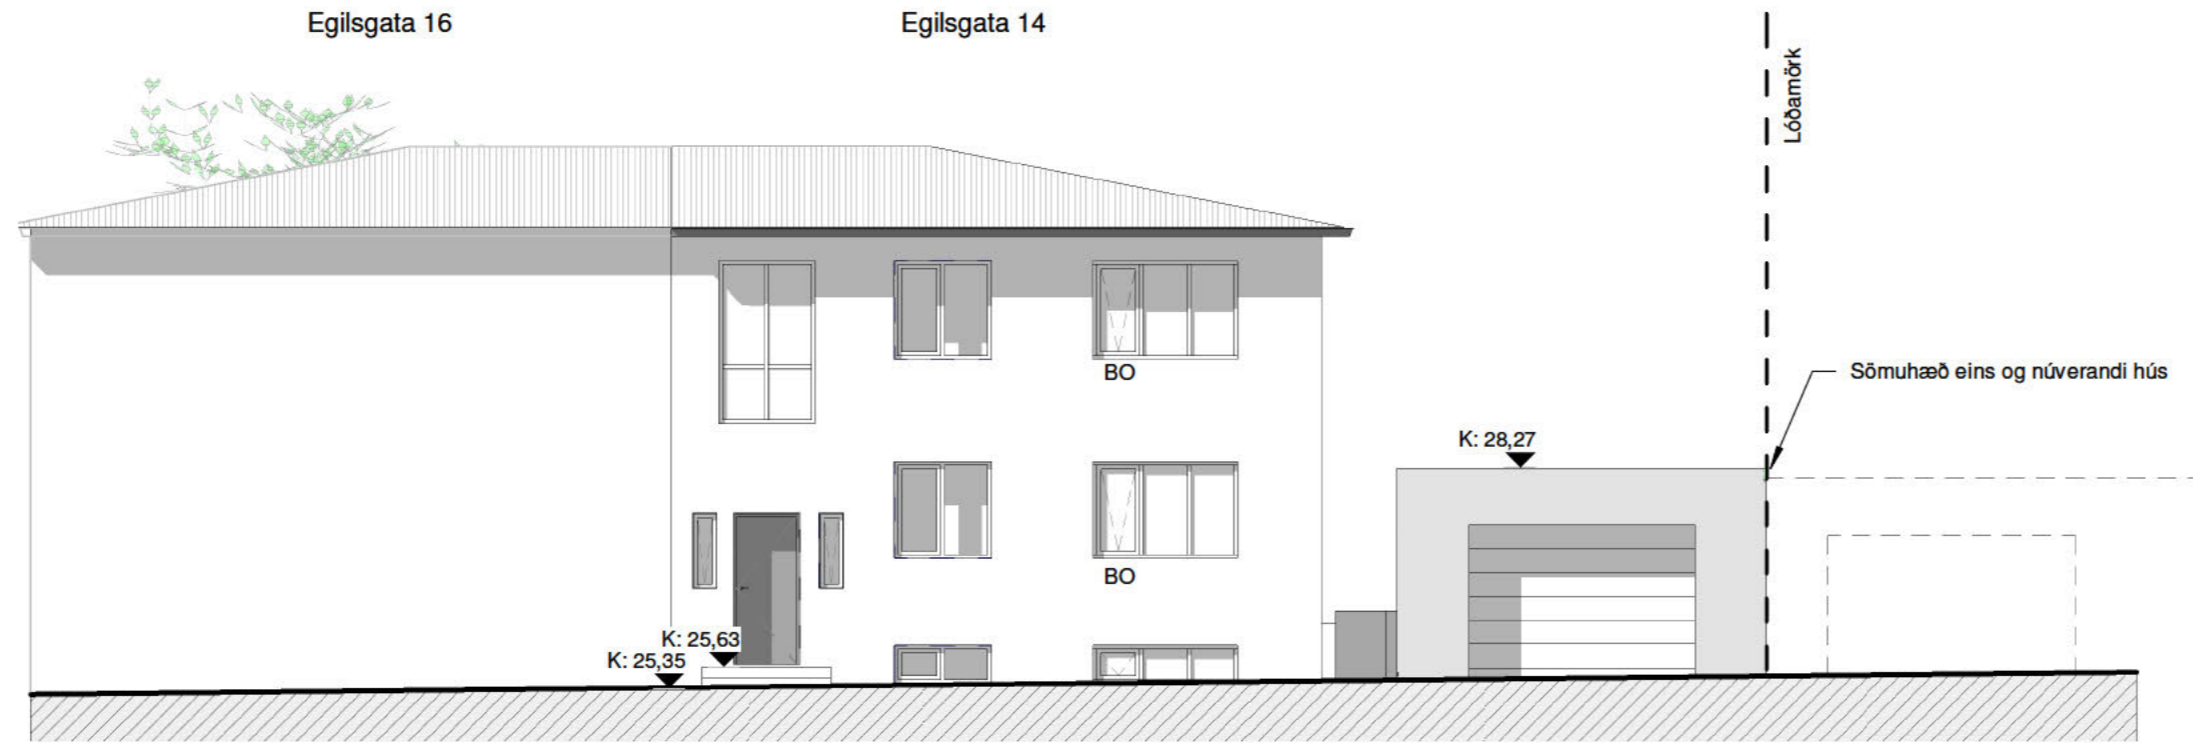 Egilsgata 16
Egilsgata 14
Lóðamörk
BO
Sömuhæð eins og núverandi hús
K: 28,27
BO
K: 25,63
K: 25,35